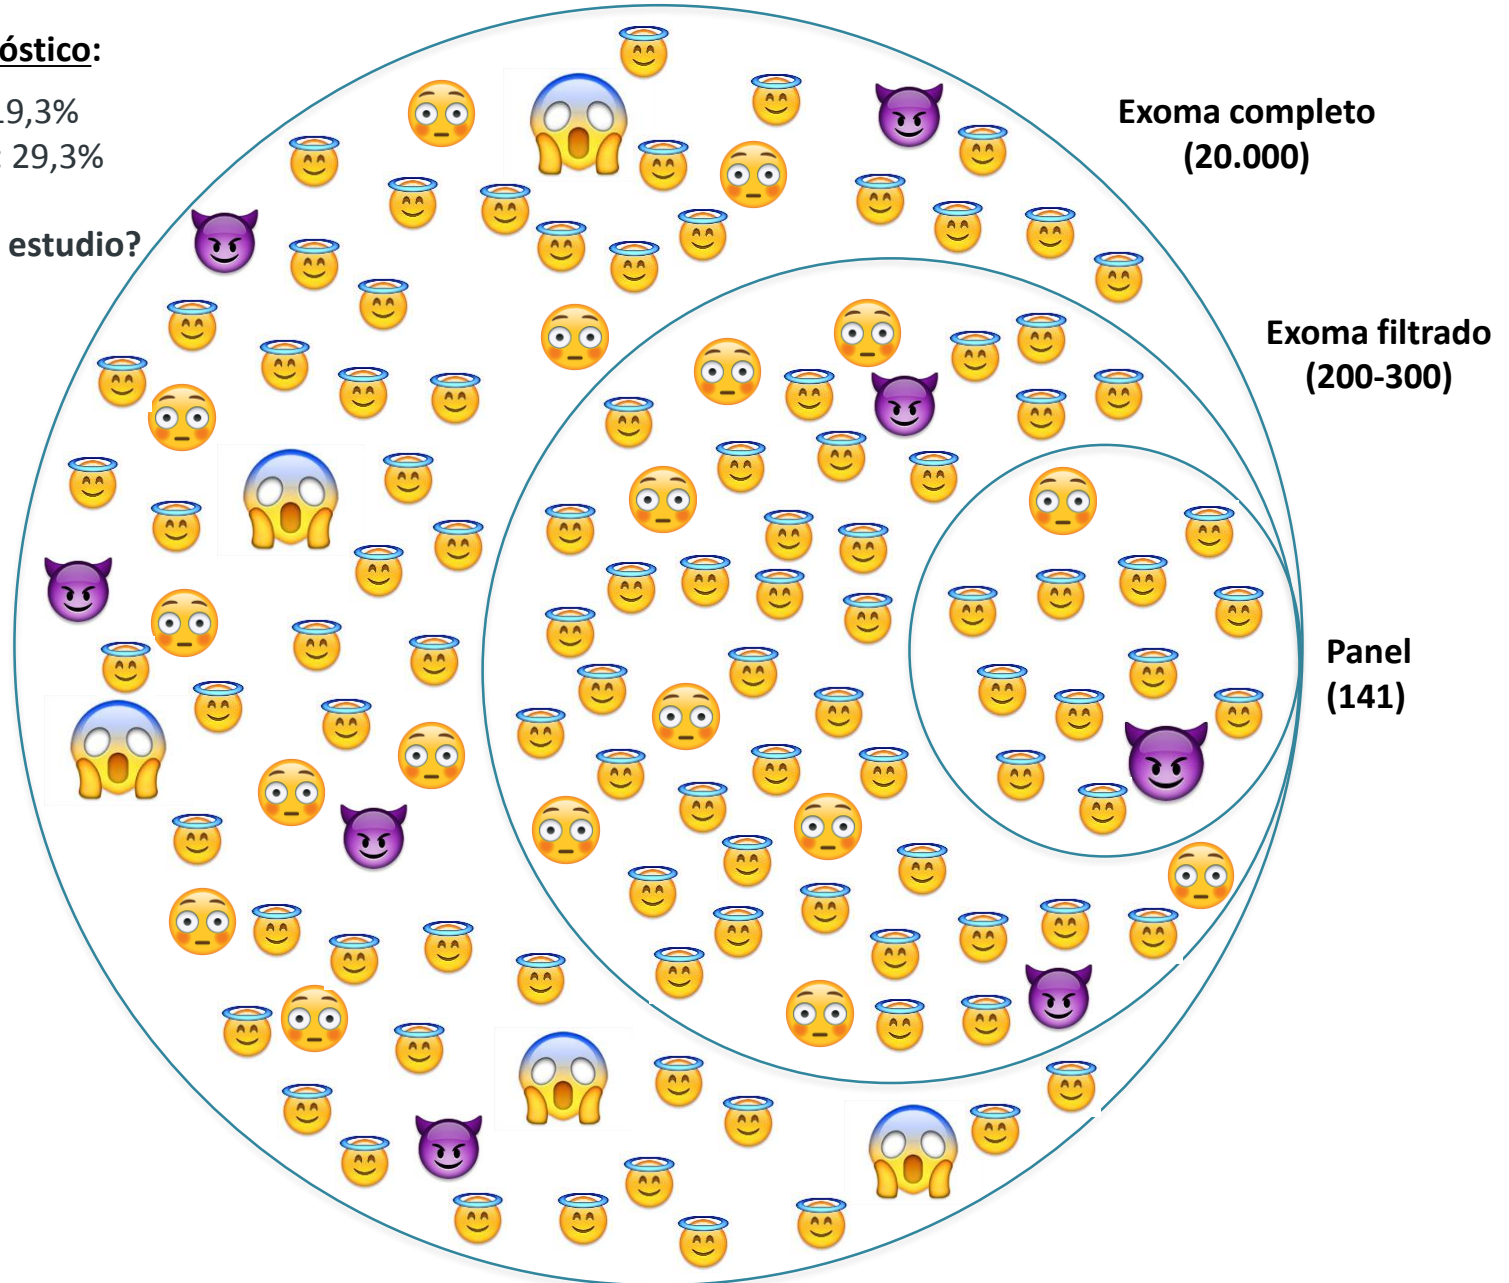 óstico:
19,3%
: 29,3%
estudio?
Exoma completo
(20.000)
Exoma filtrado
(200-300)
Panel
(141)